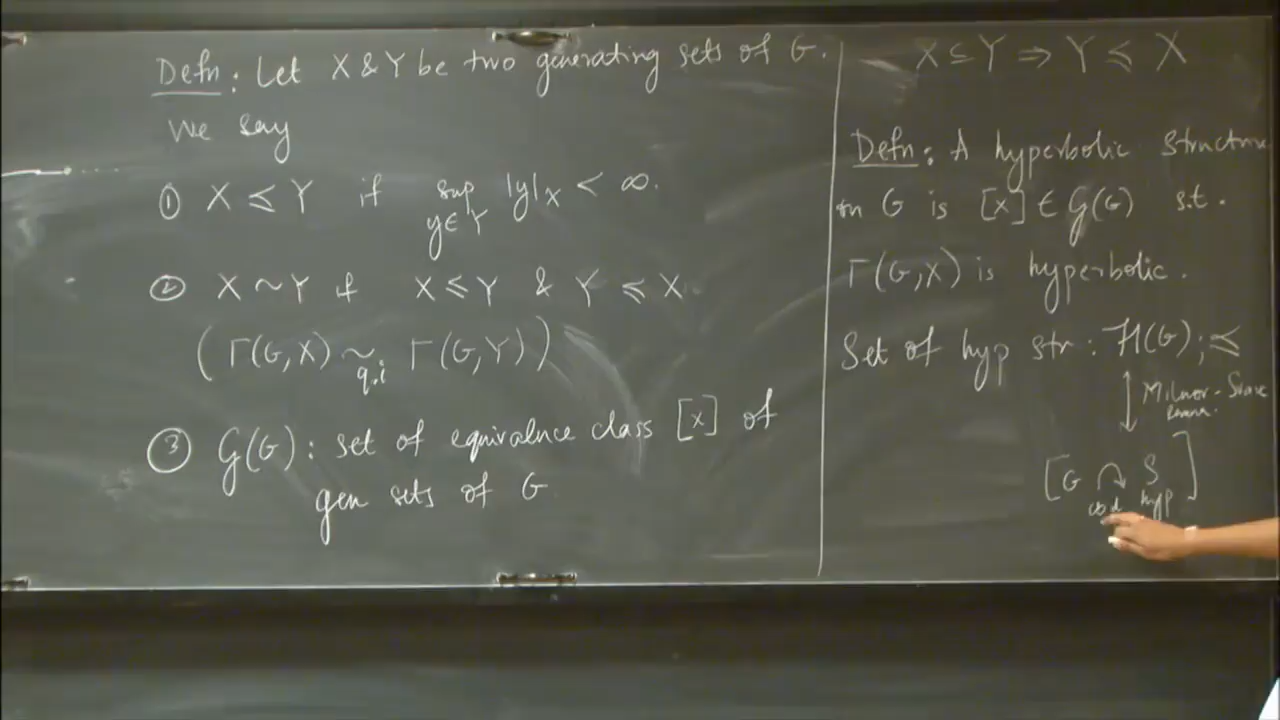 Defn: Let X & Y be two generating sets of G.
We say
① X ≤ Y if sup |y|_X < ∞.
y∈Y
② X ~ Y if X ≤ Y & Y ≤ X.
( Γ(G,X) ~ Γ(G,Y) )
q.i
③ G(G): set of equivalnce class [x] of
gen sets of G
X ⊆ Y ⇒ Y ≤ X
Defn: A hyperbolic structure
on G is [x] ∈ G(G) s.t.
Γ(G,X) is hyperbolic.
Set of hyp str: H(G); ≤
↕ Milnor-Svarc
lemma.
[ G ↷ S ]
cbd hyp